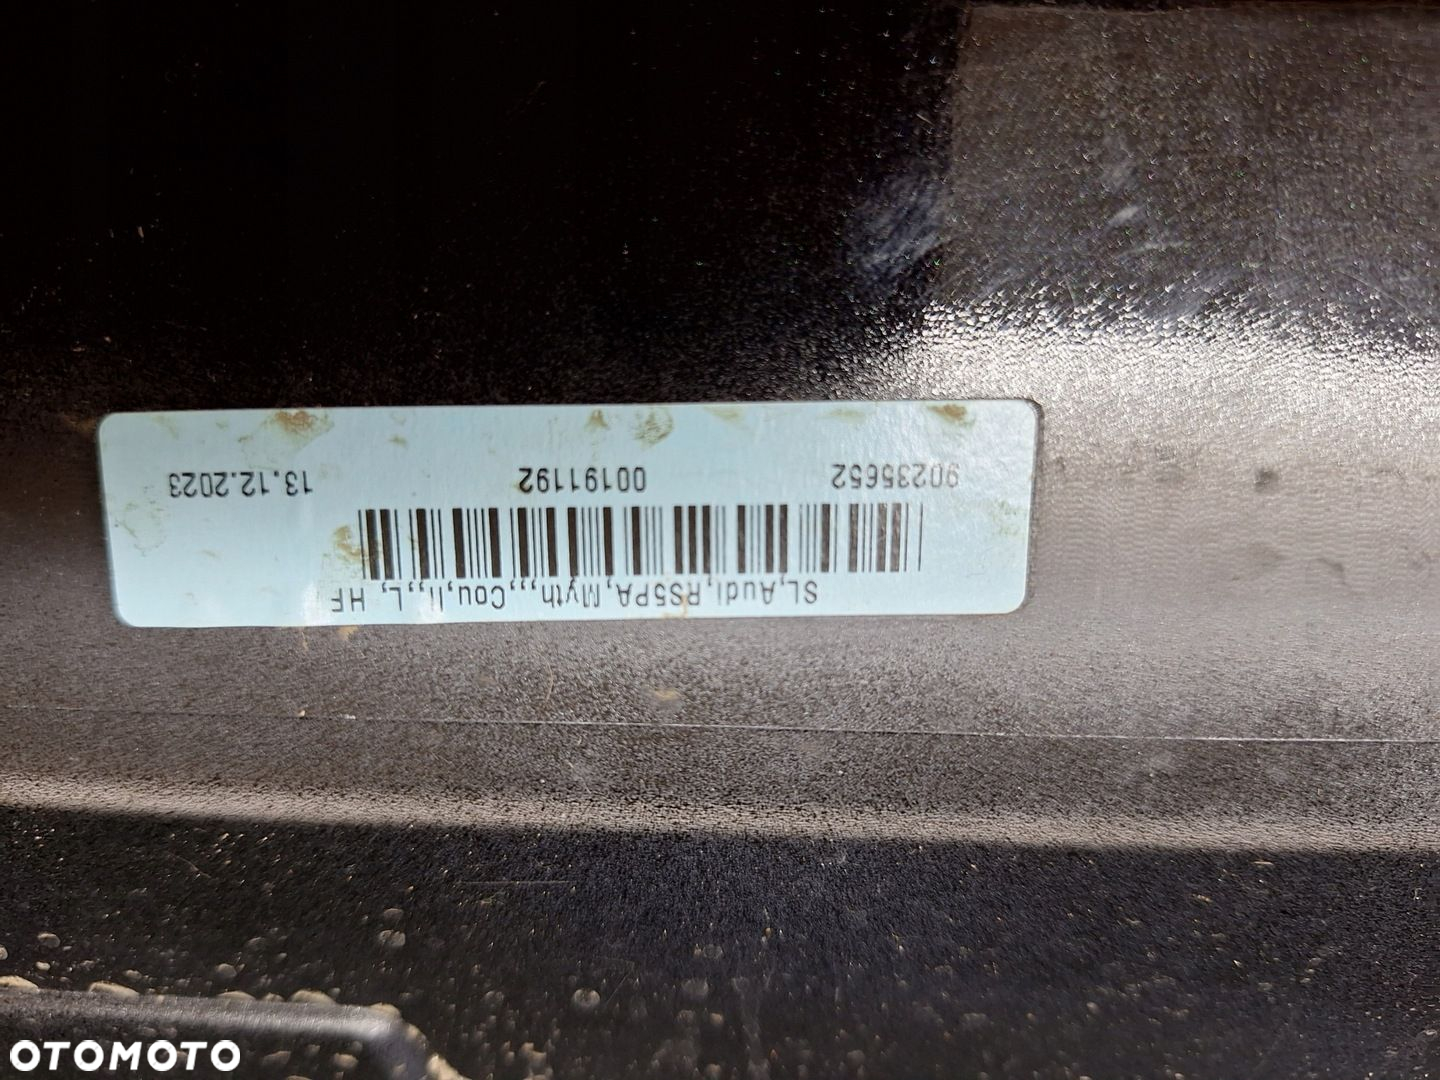 SL,Audi,RS5PA,Myth,,,,Cou,li,,,L, HF
90235652 00191192 13.12.2023
OTOMOTO